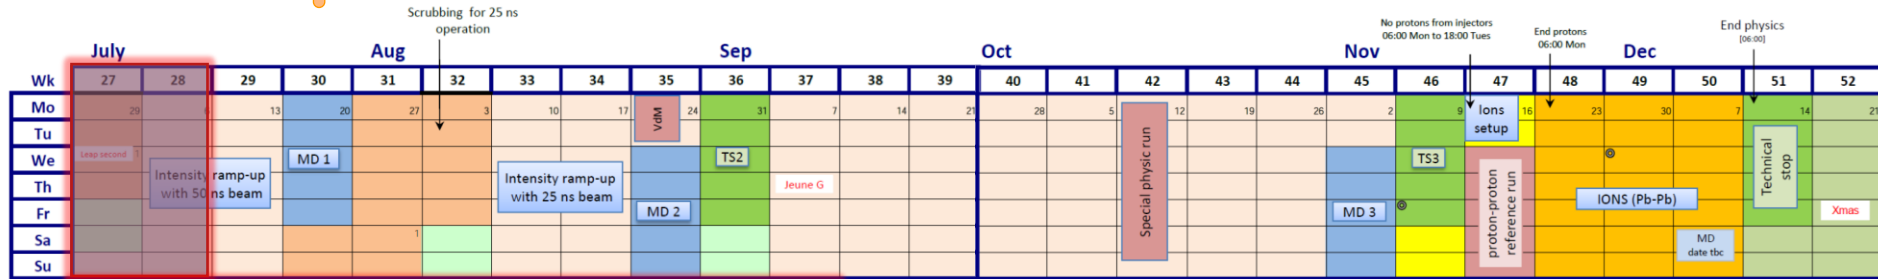 Scrubbing for 25 ns
operation
No protons from injectors
06:00 Mon to 18:00 Tues
End protons
06:00 Mon
End physics
[06:00]
July Aug Sep Oct Nov Dec
Wk 27 28 29 30 31 32 33 34 35 36 37 38 39 40 41 42 43 44 45 46 47 48 49 50 51 52
Mo 29 6 13 20 27 3 10 17 24 31 7 14 21 28 5 12 19 26 2 9 16 23 30 7 14 21
Tu
We
Th
Fr
Sa
Su
Leap second 1
Intensity ramp-up
with 50 ns beam
MD 1
1
Intensity ramp-up
with 25 ns beam
VdM
MD 2
TS2
Jeune G
Special physic run
MD 3
TS3
Ions
setup
proton-proton
reference run
IONS (Pb-Pb)
MD
date tbc
Technical
stop
Xmas